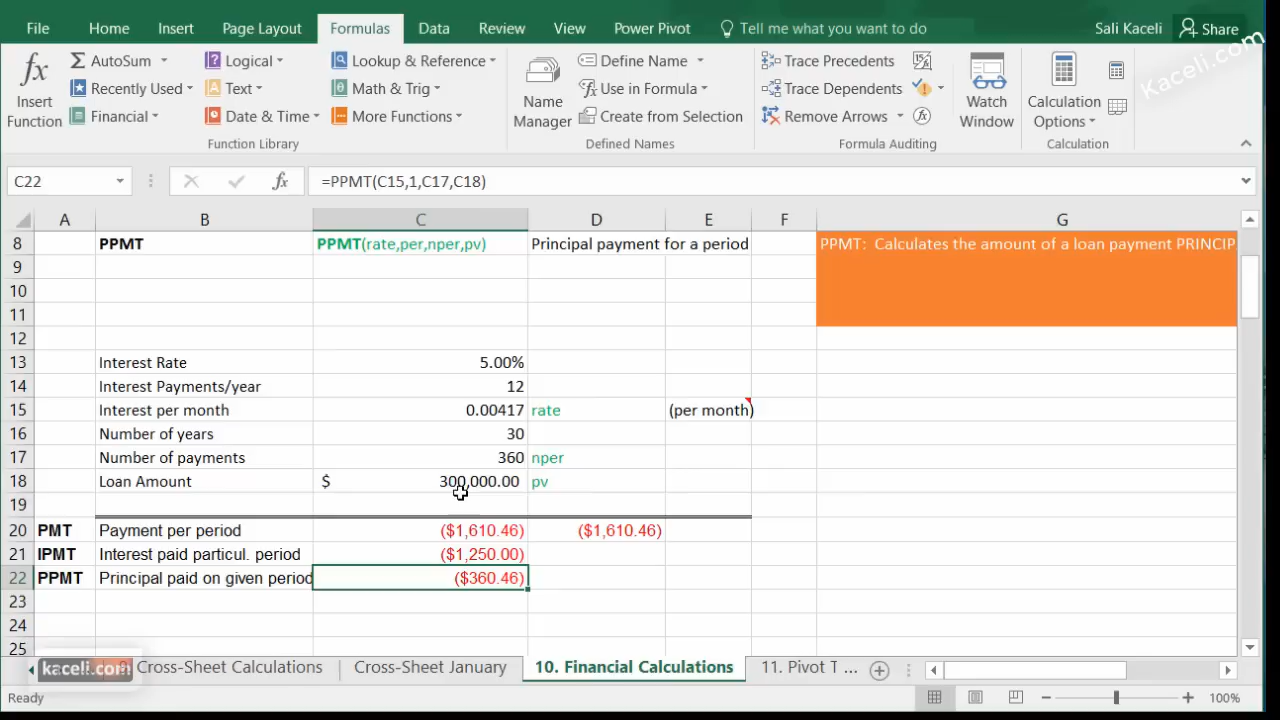 File Home Insert Page Layout Formulas Data Review View Power Pivot Tell me what you want to do Sali Kaceli Share
Kaceli.com
fx Insert Function
Σ AutoSum
Recently Used
Financial
Logical
Text
Date & Time
Lookup & Reference
Math & Trig
More Functions
Function Library
Name Manager
Define Name
Use in Formula
Create from Selection
Defined Names
Trace Precedents
Trace Dependents
Remove Arrows
Formula Auditing
Watch Window
Calculation Options
Calculation
C22 fx =PPMT(C15,1,C17,C18)
A B C D E F G
8 PPMT PPMT(rate,per,nper,pv) Principal payment for a period PPMT: Calculates the amount of a loan payment PRINCIP
9
10
11
12
13 Interest Rate 5.00%
14 Interest Payments/year 12
15 Interest per month 0.00417 rate (per month)
16 Number of years 30
17 Number of payments 360 nper
18 Loan Amount $ 300,000.00 pv
19
20 PMT Payment per period ($1,610.46) ($1,610.46)
21 IPMT Interest paid particul. period ($1,250.00)
22 PPMT Principal paid on given period ($360.46)
23
24
25
kaceli.com Cross-Sheet Calculations Cross-Sheet January 10. Financial Calculations 11. Pivot T ...
Ready 100%